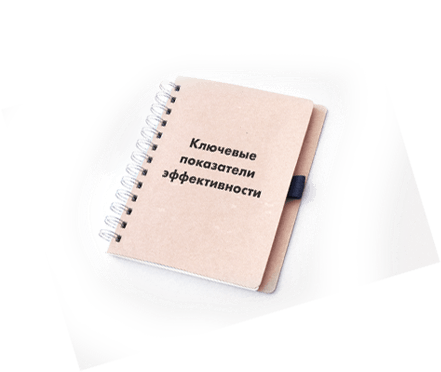 Ключевые
показатели
эффективности